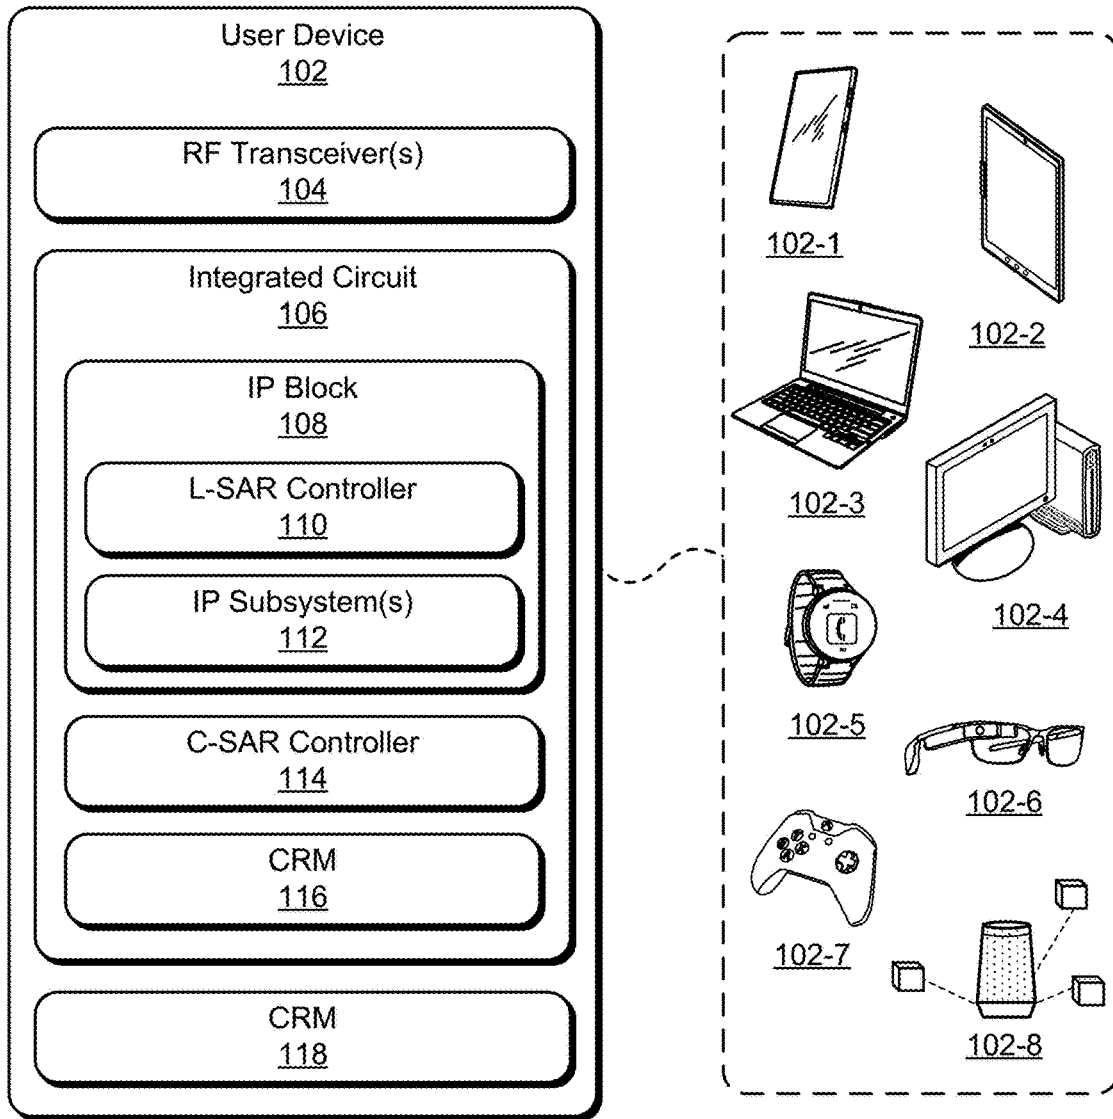 User Device
102
RF Transceiver(s)
104
Integrated Circuit
106
IP Block
108
L-SAR Controller
110
IP Subsystem(s)
112
C-SAR Controller
114
CRM
116
CRM
118
102-1
102-2
102-3
102-4
102-5
102-6
102-7
102-8